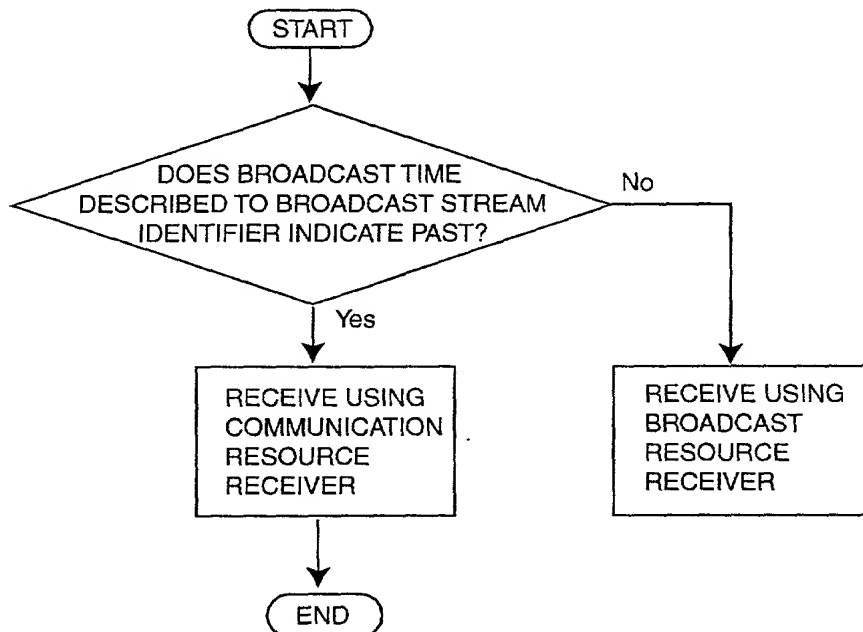 START
DOES BROADCAST TIME
DESCRIBED TO BROADCAST STREAM
IDENTIFIER INDICATE PAST?
No
Yes
RECEIVE USING
COMMUNICATION
RESOURCE
RECEIVER
RECEIVE USING
BROADCAST
RESOURCE
RECEIVER
END